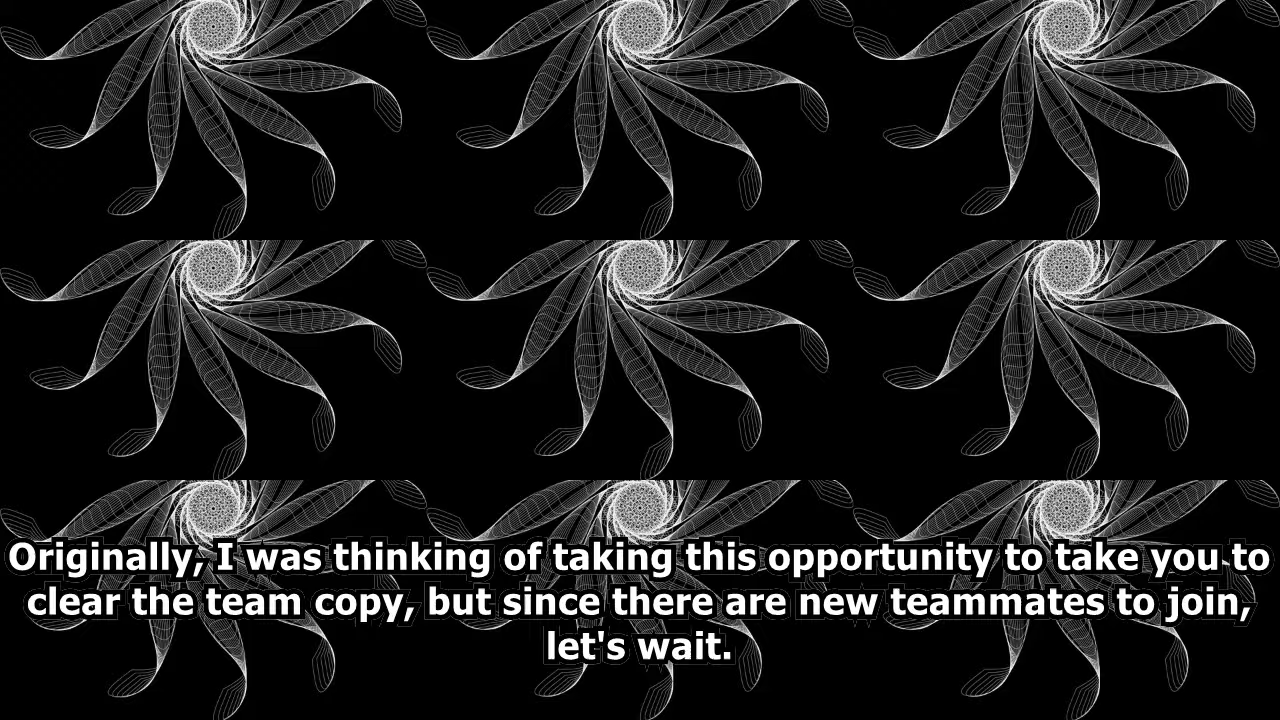 Originally, I was thinking of taking this opportunity to take you to
clear the team copy, but since there are new teammates to join,
let's wait.